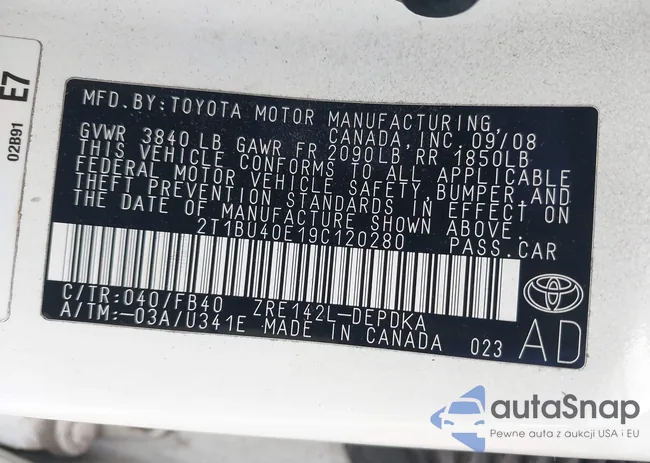 E7
02B91
MFD.BY:TOYOTA MOTOR MANUFACTURING,
CANADA,INC.09/08
GVWR 3840LB GAWR FR 2090LB RR 1850LB
THIS VEHICLE CONFORMS TO ALL APPLICABLE
FEDERAL MOTOR VEHICLE SAFETY,BUMPER,AND
THEFT PREVENTION STANDARDS IN EFFECT ON
THE DATE OF MANUFACTURE SHOWN ABOVE.
2T1BU40E19C120280 PASS.CAR
C/TR:040/FB40 ZRE142L-DEPDKA
A/TM:-03A/U341E MADE IN CANADA 023
AD
autaSnap
Pewne auta z aukcji USA i EU